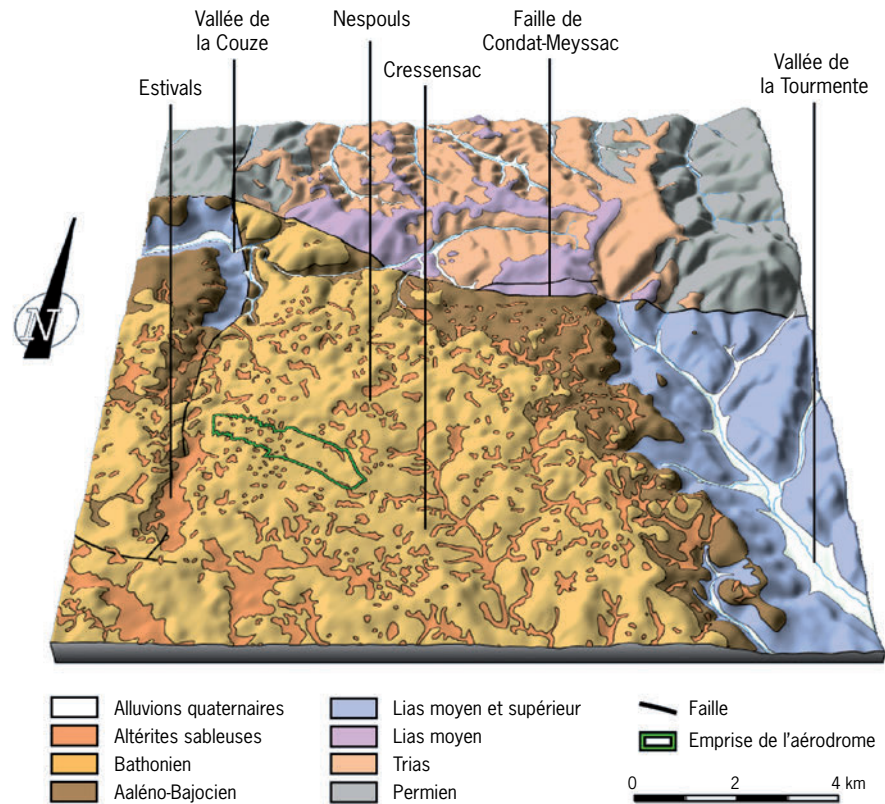 Vallée de
la Couze
Nespouls
Faille de
Condat-Meyssac
Estivals
Cressensac
Vallée de
la Tourmente
N
Alluvions quaternaires
Altérites sableuses
Bathonien
Aaléno-Bajocien
Lias moyen et supérieur
Lias moyen
Trias
Permien
Faille
Emprise de l'aérodrome
0 2 4 km